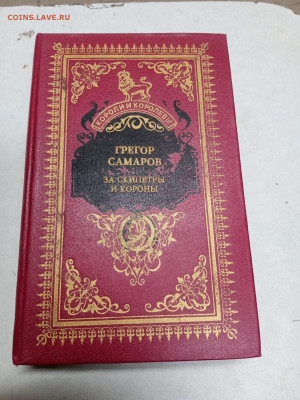 COINS.LAVE.RU
КОРОЛИ И КОРОЛЕВЫ
ГРЕГОР
САМАРОВ
ЗА СКИПЕТРЫ
И КОРОНЫ